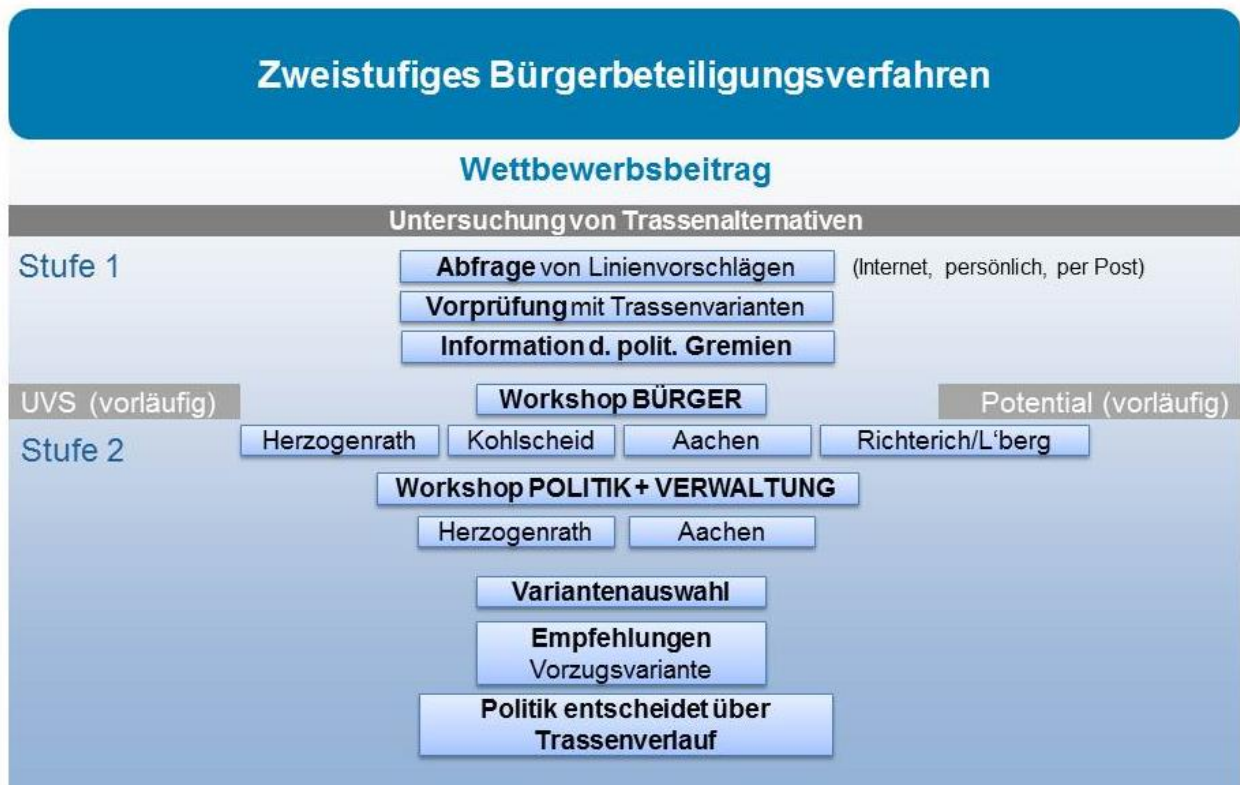 Zweistufiges Bürgerbeteiligungsverfahren
Wettbewerbsbeitrag
Untersuchung von Trassenalternativen
Stufe 1
Abfrage von Linienvorschlägen
(Internet, persönlich, per Post)
Vorprüfung mit Trassenvarianten
Information d. polit. Gremien
UVS (vorläufig)
Workshop BÜRGER
Potential (vorläufig)
Stufe 2
Herzogenrath
Kohlscheid
Aachen
Richterich/L‘berg
Workshop POLITIK + VERWALTUNG
Herzogenrath
Aachen
Variantenauswahl
Empfehlungen
Vorzugsvariante
Politik entscheidet über
Trassenverlauf